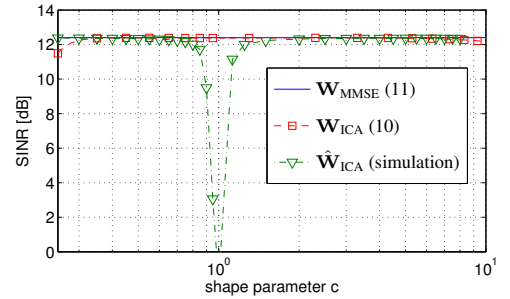 14
12
10
8
6
4
2
0
SINR [dB]
W_MMSE (11)
W_ICA (10)
Ŵ_ICA (simulation)
10^0
10^1
shape parameter c